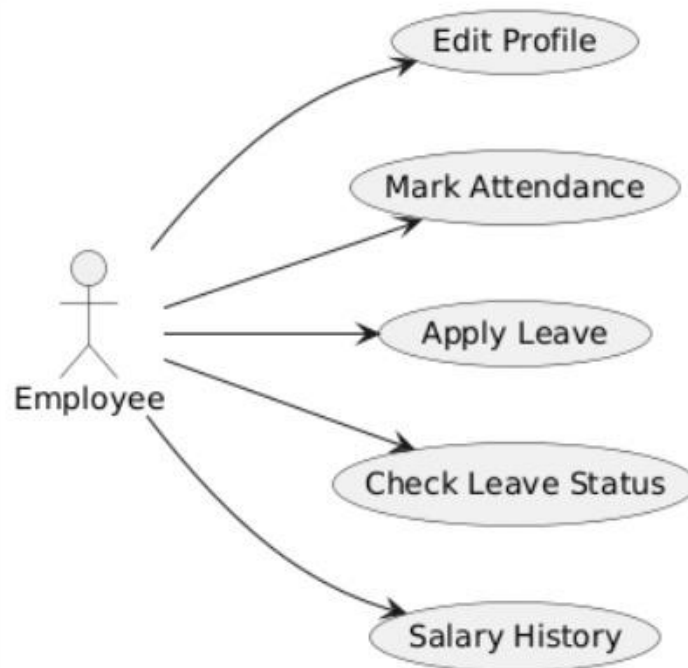 Edit Profile
Mark Attendance
Apply Leave
Employee
Check Leave Status
Salary History